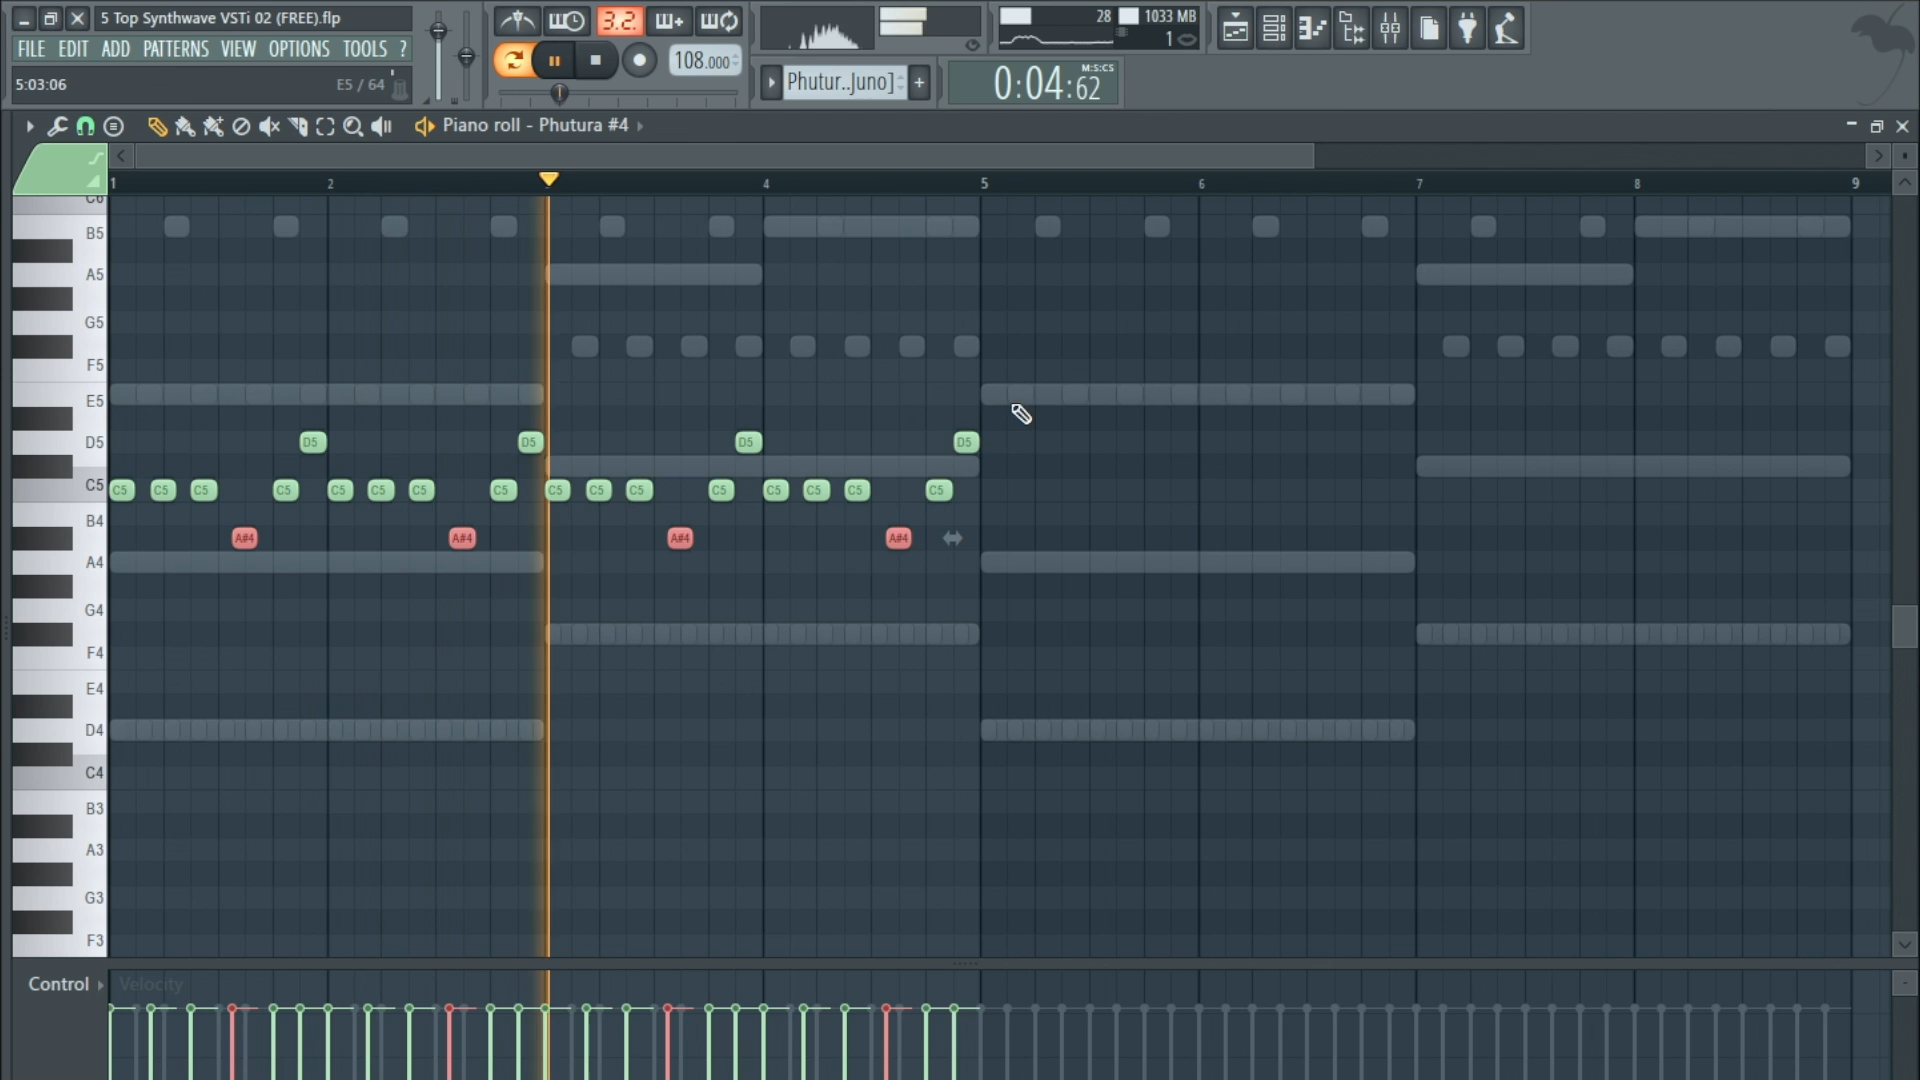 5 Top Synthwave VSTi 02 (FREE).flp
FILE EDIT ADD PATTERNS VIEW OPTIONS TOOLS ?
5:03:06 E5 / 64
3.2.
108.000
28 1033 MB
1
Phutur..Juno]
M:S:CS
0:04:62
Piano roll - Phutura #4
1 2 4 5 6 7 8 9
C6
B5
A5
G5
F5
E5
D5 D5 D5 D5 D5
C5 C5 C5 C5 C5 C5 C5 C5 C5 C5 C5 C5 C5 C5 C5 C5 C5
B4
A#4 A#4 A#4 A#4
A4
G4
F4
E4
D4
C4
B3
A3
G3
F3
Control Velocity